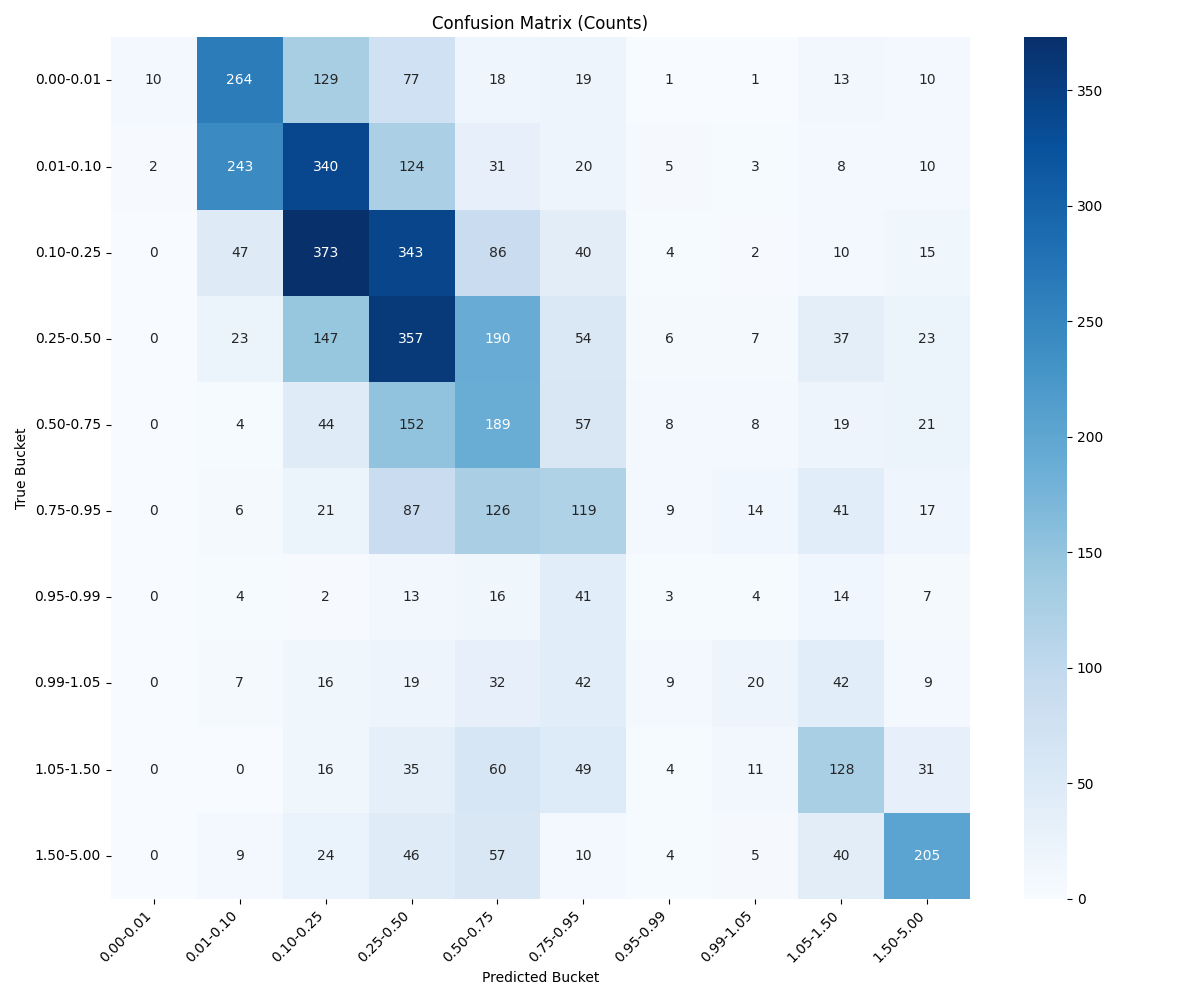 Confusion Matrix (Counts)
0.00-0.01 10 264 129 77 18 19 1 1 13 10
0.01-0.10 2 243 340 124 31 20 5 3 8 10
0.10-0.25 0 47 373 343 86 40 4 2 10 15
0.25-0.50 0 23 147 357 190 54 6 7 37 23
0.50-0.75 0 4 44 152 189 57 8 8 19 21
0.75-0.95 0 6 21 87 126 119 9 14 41 17
0.95-0.99 0 4 2 13 16 41 3 4 14 7
0.99-1.05 0 7 16 19 32 42 9 20 42 9
1.05-1.50 0 0 16 35 60 49 4 11 128 31
1.50-5.00 0 9 24 46 57 10 4 5 40 205
True Bucket
0.00-0.01 0.01-0.10 0.10-0.25 0.25-0.50 0.50-0.75 0.75-0.95 0.95-0.99 0.99-1.05 1.05-1.50 1.50-5.00
Predicted Bucket
350
300
250
200
150
100
50
0